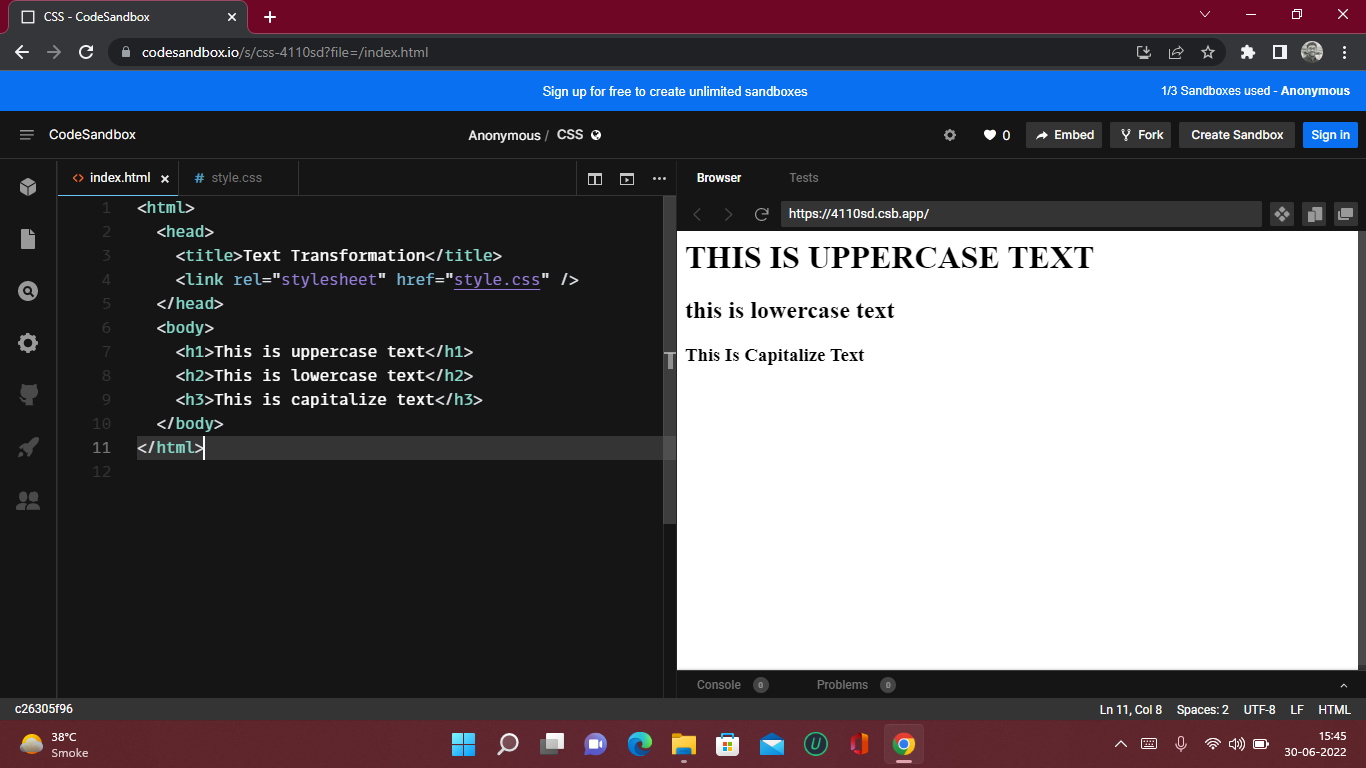 CSS - CodeSandbox
codesandbox.io/s/css-4110sd?file=/index.html
Sign up for free to create unlimited sandboxes
1/3 Sandboxes used - Anonymous
CodeSandbox
Anonymous / CSS
0
Embed
Fork
Create Sandbox
Sign in
index.html
# style.css
1 <html>
2 <head>
3 <title>Text Transformation</title>
4 <link rel="stylesheet" href="style.css" />
5 </head>
6 <body>
7 <h1>This is uppercase text</h1>
8 <h2>This is lowercase text</h2>
9 <h3>This is capitalize text</h3>
10 </body>
11 </html>
12
Browser
Tests
https://4110sd.csb.app/
THIS IS UPPERCASE TEXT
this is lowercase text
This Is Capitalize Text
Console 0
Problems 0
c26305f96
Ln 11, Col 8
Spaces: 2
UTF-8
LF
HTML
38°C
Smoke
15:45
30-06-2022